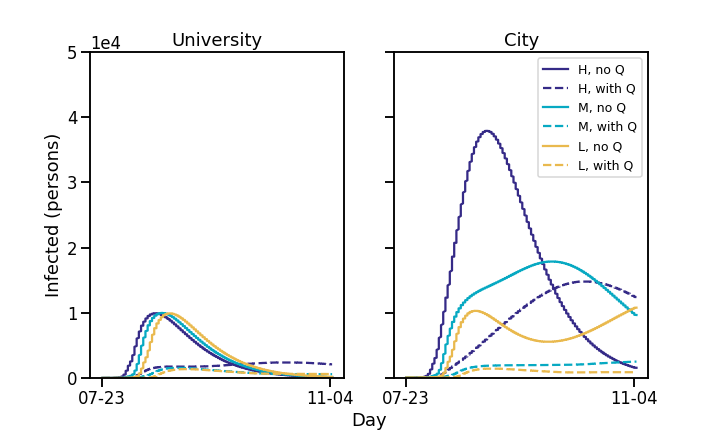 University
City
1e4
5
4
3
2
1
0
Infected (persons)
H, no Q
H, with Q
M, no Q
M, with Q
L, no Q
L, with Q
07-23
11-04
07-23
11-04
Day